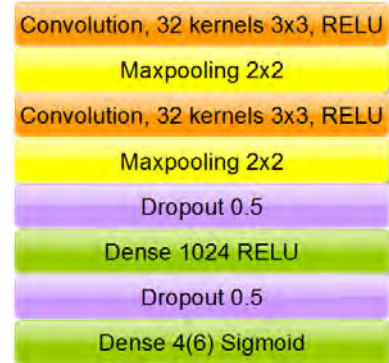 Convolution, 32 kernels 3x3, RELU
Maxpooling 2x2
Convolution, 32 kernels 3x3, RELU
Maxpooling 2x2
Dropout 0.5
Dense 1024 RELU
Dropout 0.5
Dense 4(6) Sigmoid